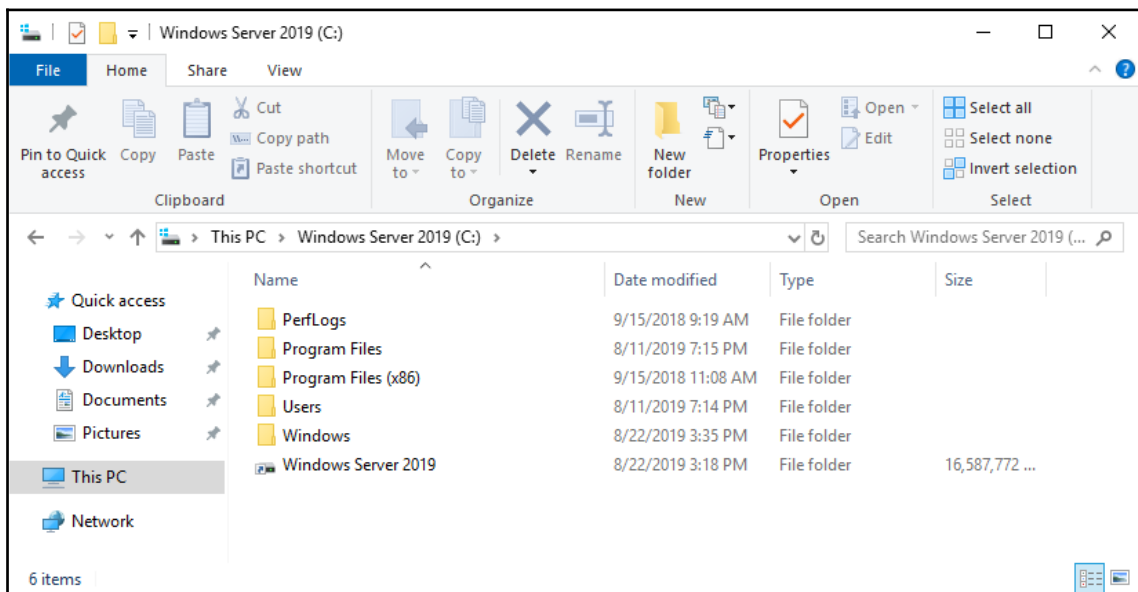 Windows Server 2019 (C:)
File Home Share View
Pin to Quick access
Copy
Paste
Cut
Copy path
Paste shortcut
Move to
Copy to
Delete
Rename
New folder
Properties
Open
Edit
Select all
Select none
Invert selection
Clipboard Organize New Open Select
This PC > Windows Server 2019 (C:) >
Search Windows Server 2019 (...
Name Date modified Type Size
Quick access
Desktop
Downloads
Documents
Pictures
This PC
Network
PerfLogs 9/15/2018 9:19 AM File folder
Program Files 8/11/2019 7:15 PM File folder
Program Files (x86) 9/15/2018 11:08 AM File folder
Users 8/11/2019 7:14 PM File folder
Windows 8/22/2019 3:35 PM File folder
Windows Server 2019 8/22/2019 3:18 PM File folder 16,587,772 ...
6 items